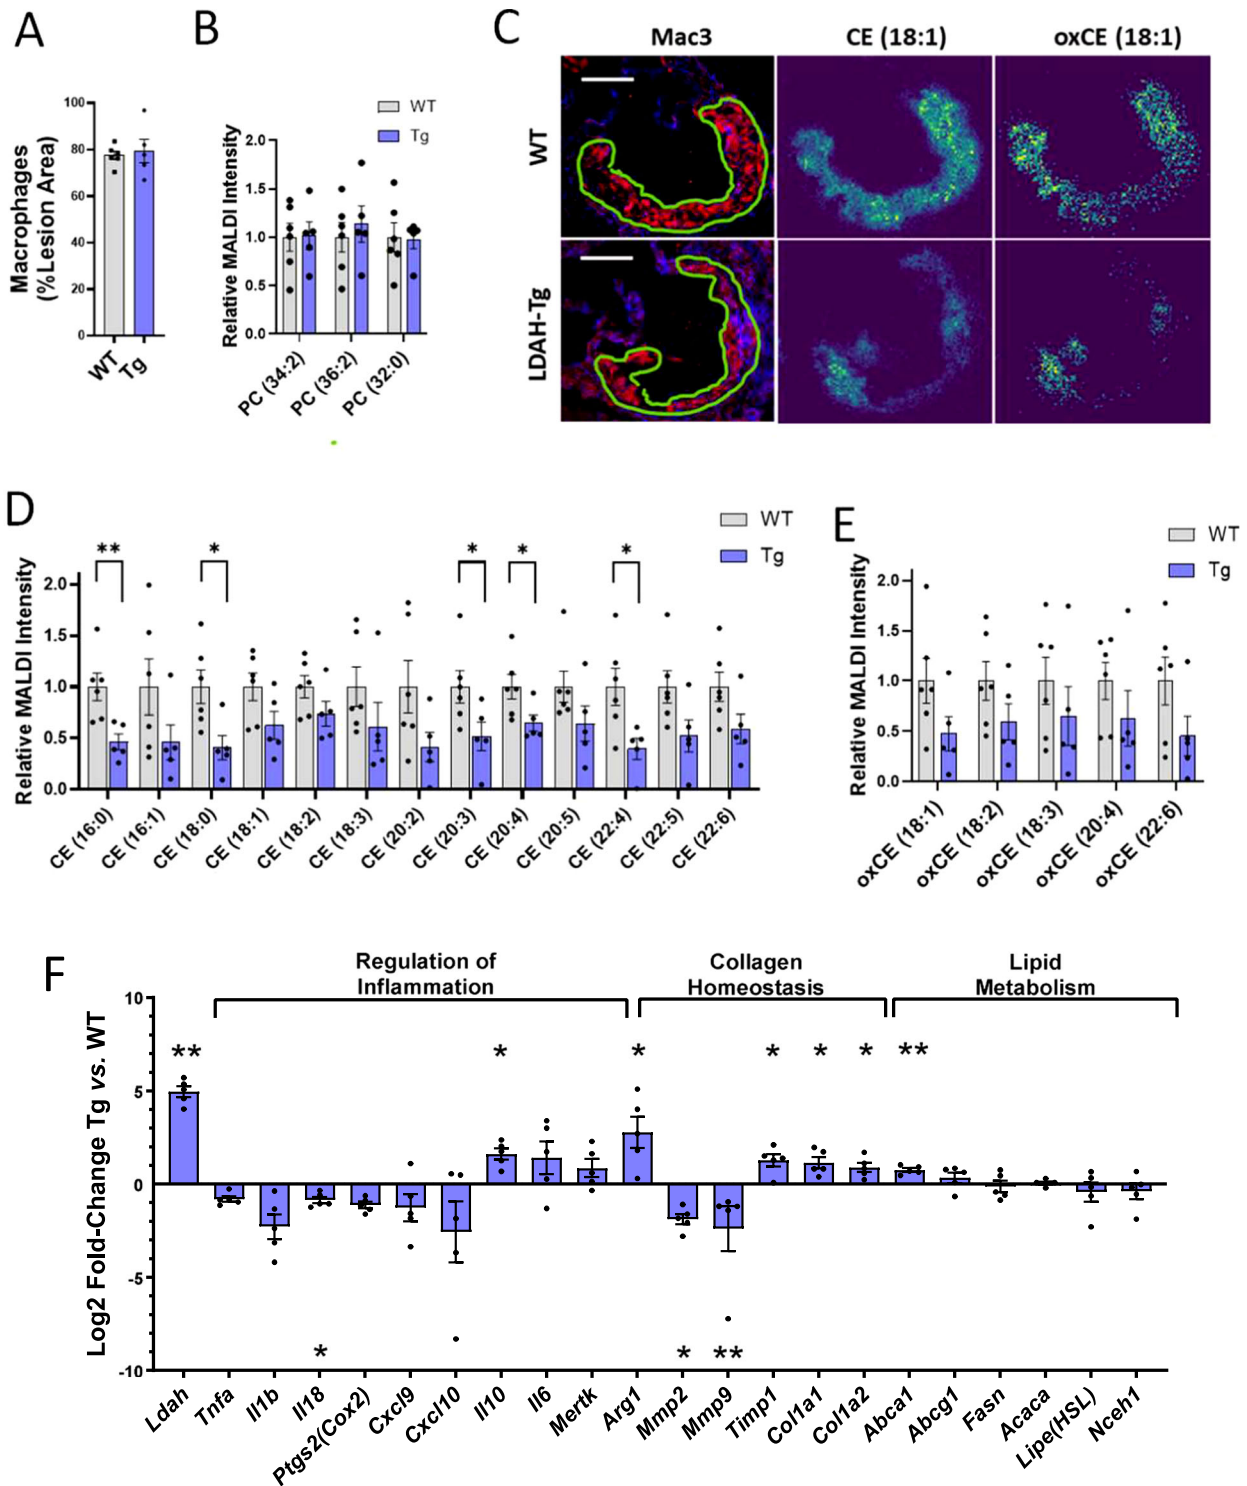 A
B
C
Mac3
CE (18:1)
oxCE (18:1)
Macrophages
(%Lesion Area)
100
80
60
40
20
0
WT
Tg
Relative MALDI Intensity
2.0
1.5
1.0
0.5
0.0
WT
Tg
PC (34:2)
PC (36:2)
PC (32:0)
WT
LDAH-Tg
D
Relative MALDI Intensity
2.0
1.5
1.0
0.5
0.0
**
*
*
*
*
WT
Tg
CE (16:0)
CE (16:1)
CE (18:0)
CE (18:1)
CE (18:2)
CE (18:3)
CE (20:2)
CE (20:3)
CE (20:4)
CE (20:5)
CE (22:4)
CE (22:5)
CE (22:6)
E
Relative MALDI Intensity
2.0
1.5
1.0
0.5
0.0
WT
Tg
oxCE (18:1)
oxCE (18:2)
oxCE (18:3)
oxCE (20:4)
oxCE (22:6)
F
Regulation of
Inflammation
Collagen
Homeostasis
Lipid
Metabolism
Log2 Fold-Change Tg vs. WT
10
5
0
-5
-10
**
*
*
*
*
*
**
*
*
**
Ldah
Tnfa
Il1b
Il18
Ptgs2(Cox2)
Cxcl9
Cxcl10
Il10
Il6
Mertk
Arg1
Mmp2
Mmp9
Timp1
Col1a1
Col1a2
Abca1
Abcg1
Fasn
Acaca
Lipe(HSL)
Nceh1